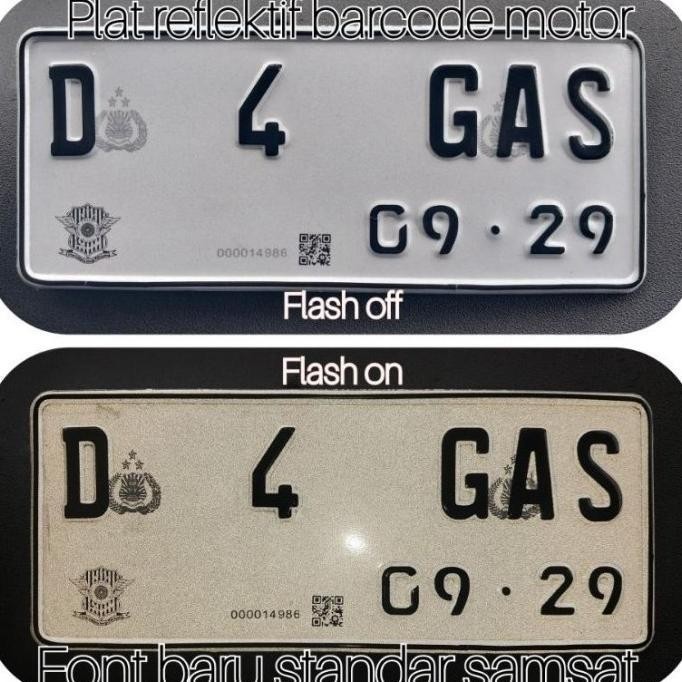 Plat reflektif barcode motor
D 4 GAS
000014986
09 · 29
Flash off
Flash on
D 4 GAS
000014986
09 · 29
Font baru standar samsat